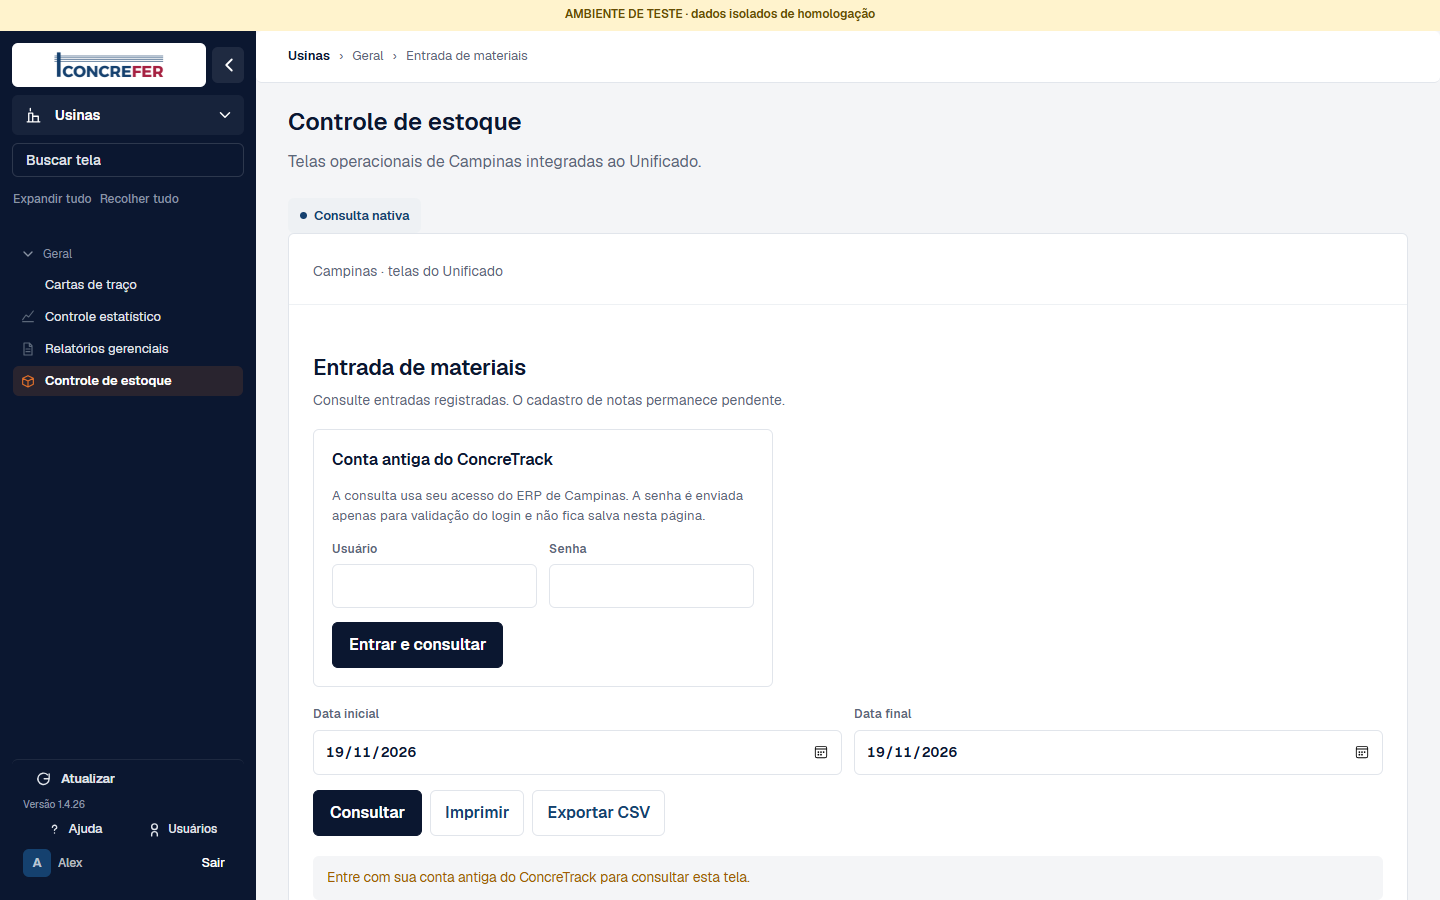 AMBIENTE DE TESTE · dados isolados de homologação
CONCREFER
Usinas
Buscar tela
Expandir tudo Recolher tudo
Geral
Cartas de traço
Controle estatístico
Relatórios gerenciais
Controle de estoque
Atualizar
Versão 1.4.26
? Ajuda Usuários
A Alex Sair
Usinas › Geral › Entrada de materiais
Controle de estoque
Telas operacionais de Campinas integradas ao Unificado.
Consulta nativa
Campinas · telas do Unificado
Entrada de materiais
Consulte entradas registradas. O cadastro de notas permanece pendente.
Conta antiga do ConcreTrack
A consulta usa seu acesso do ERP de Campinas. A senha é enviada
apenas para validação do login e não fica salva nesta página.
Usuário Senha
Entrar e consultar
Data inicial Data final
19/11/2026 19/11/2026
Consultar Imprimir Exportar CSV
Entre com sua conta antiga do ConcreTrack para consultar esta tela.